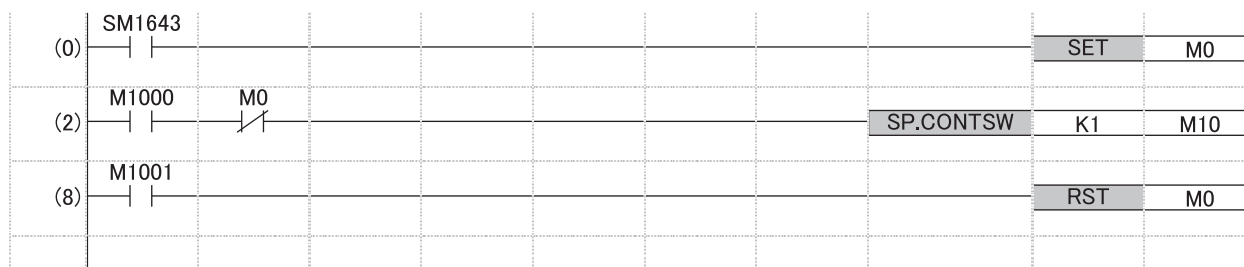 SM1643
(0) SET M0
M1000 M0
(2) SP.CONTSW K1 M10
M1001
(8) RST M0